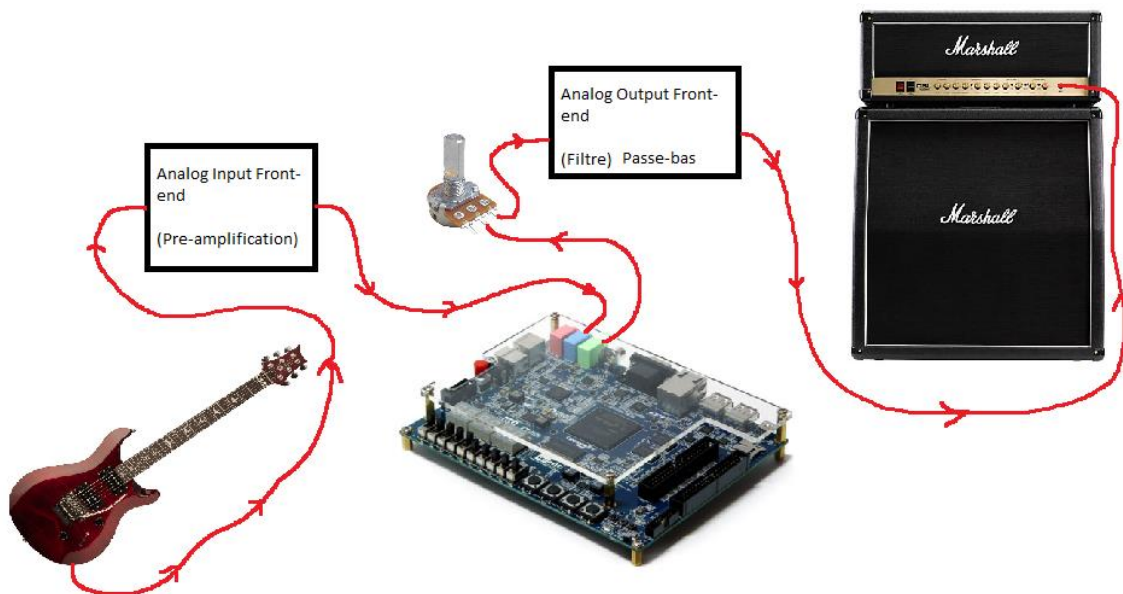 Analog Input Front-
end
(Pre-amplification)
Analog Output Front-
end
(Filtre) Passe-bas
Marshall
Marshall